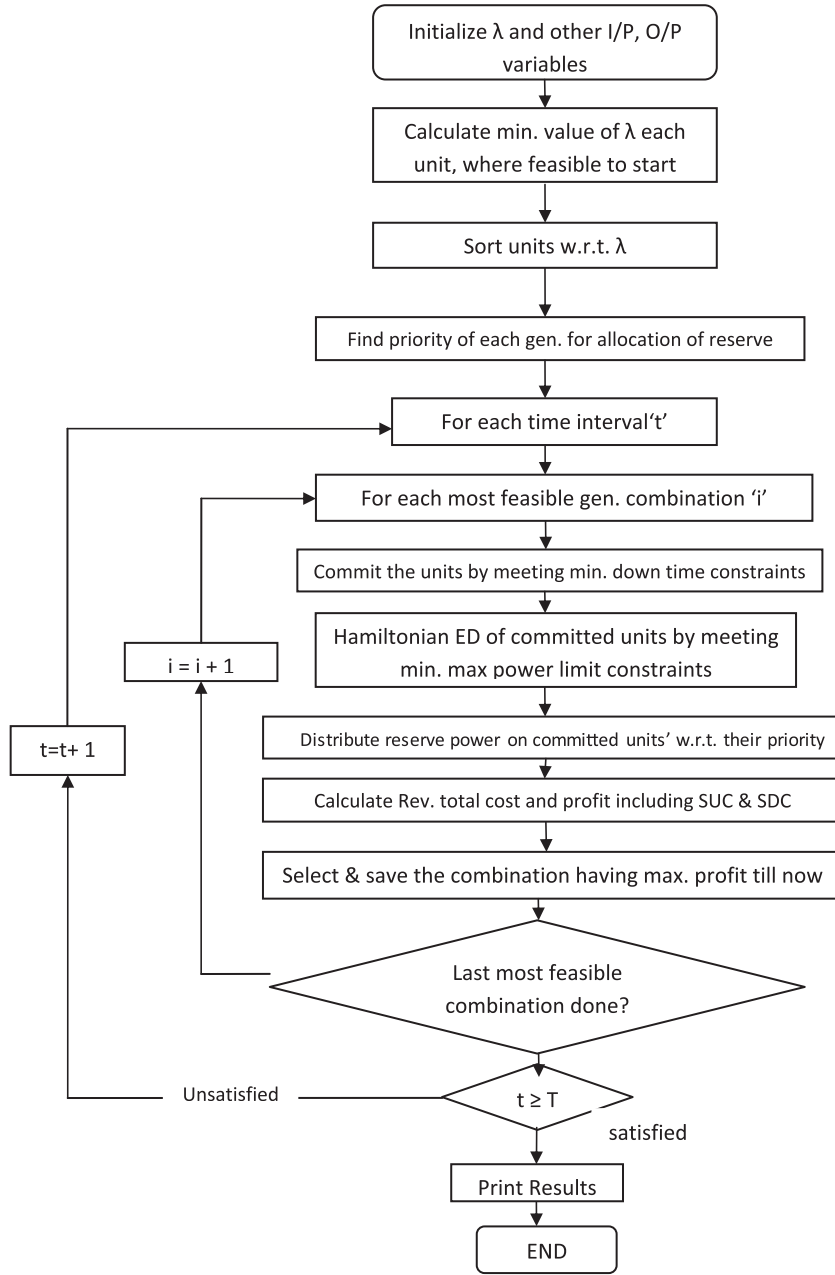 Initialize λ and other I/P, O/P
variables
Calculate min. value of λ each
unit, where feasible to start
Sort units w.r.t. λ
Find priority of each gen. for allocation of reserve
For each time interval‘t’
For each most feasible gen. combination ‘i’
Commit the units by meeting min. down time constraints
Hamiltonian ED of committed units by meeting
min. max power limit constraints
i = i + 1
Distribute reserve power on committed units’ w.r.t. their priority
t=t+ 1
Calculate Rev. total cost and profit including SUC & SDC
Select & save the combination having max. profit till now
Last most feasible
combination done?
Unsatisfied
t ≥ T
satisfied
Print Results
END